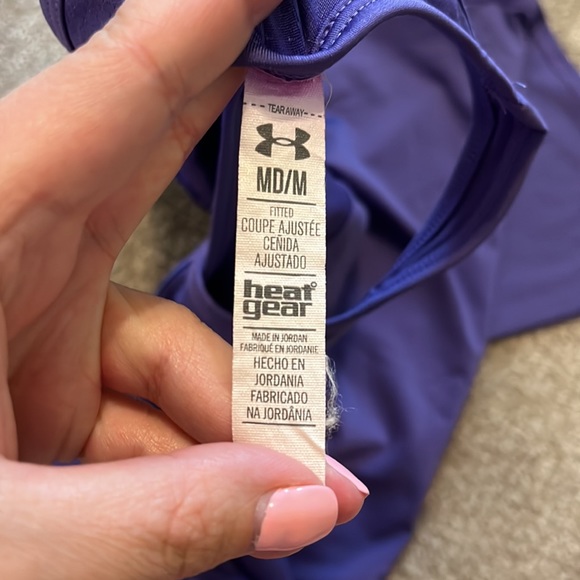 TEAR AWAY
MD/M
FITTED
COUPE AJUSTÉE
CEÑIDA
AJUSTADO
heat
gear
MADE IN JORDAN
FABRIQUÉ EN JORDANIE
HECHO EN
JORDANIA
FABRICADO
NA JORDÂNIA